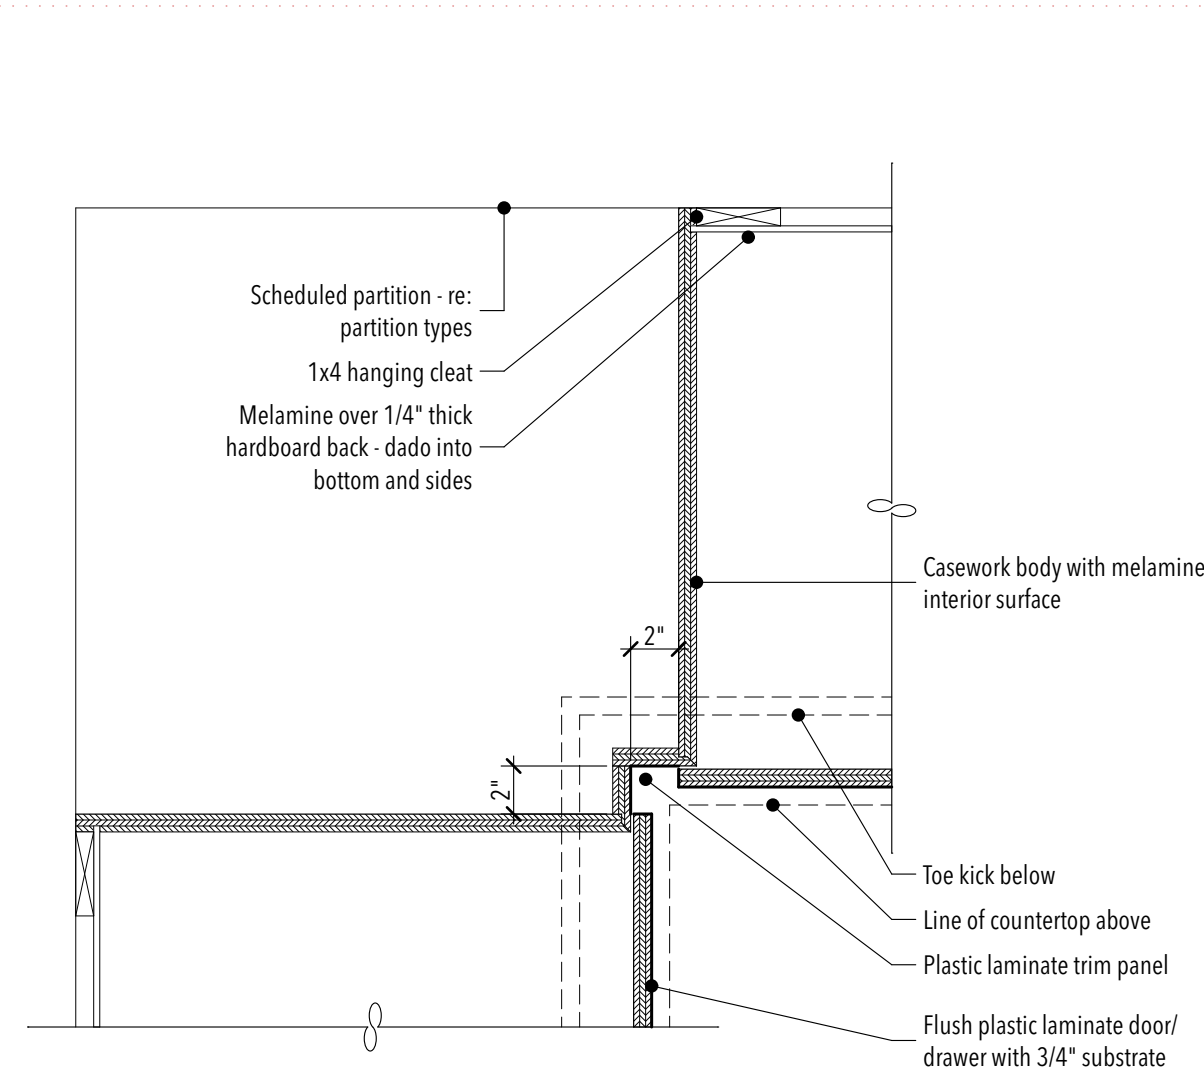 Scheduled partition - re:
partition types
1x4 hanging cleat
Melamine over 1/4" thick
hardboard back - dado into
bottom and sides
Casework body with melamine
interior surface
2"
2"
Toe kick below
Line of countertop above
Plastic laminate trim panel
Flush plastic laminate door/
drawer with 3/4" substrate